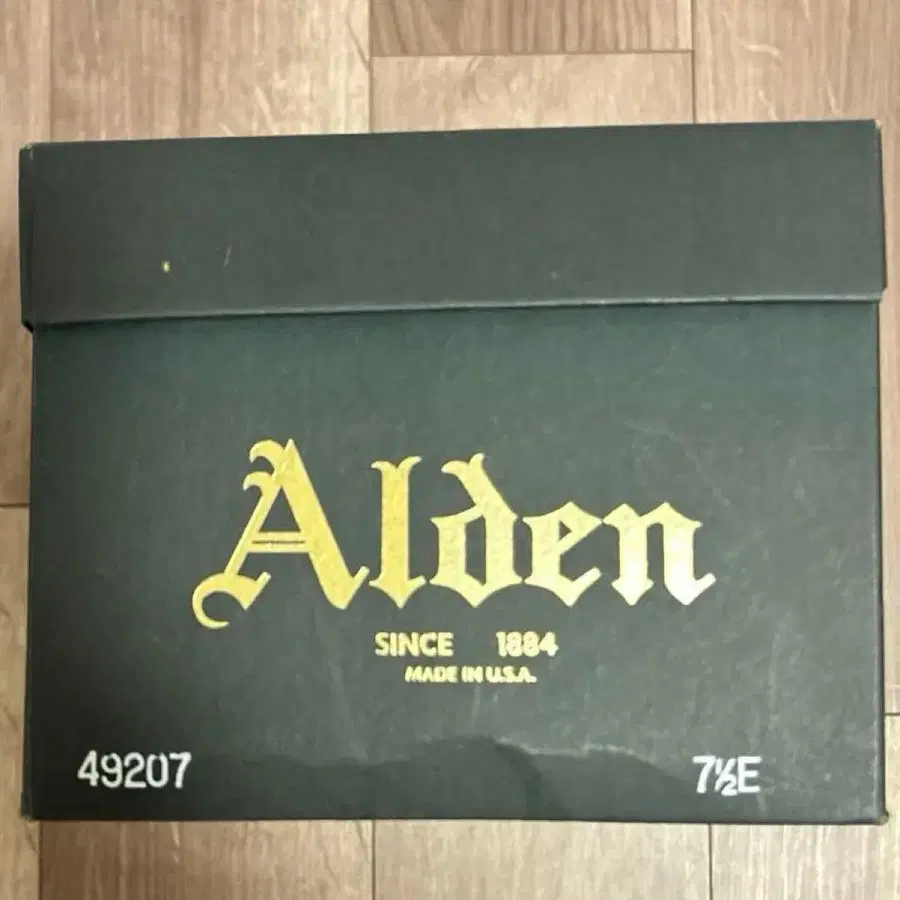 Alden
SINCE 1884
MADE IN U.S.A.
49207 7½E